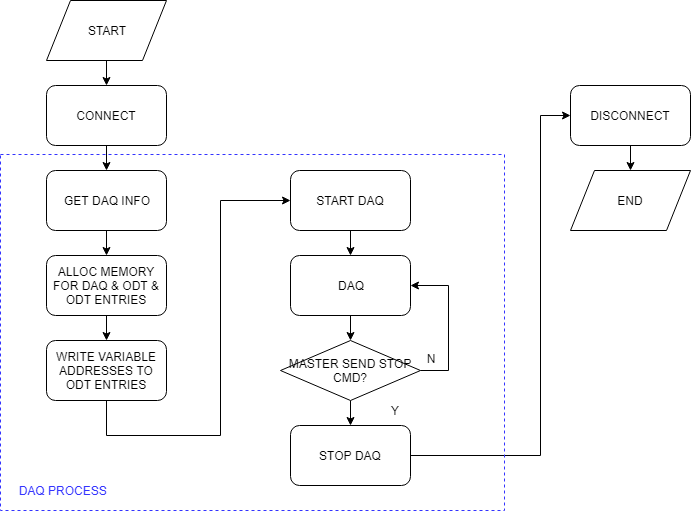 START
CONNECT
GET DAQ INFO
ALLOC MEMORY
FOR DAQ & ODT &
ODT ENTRIES
WRITE VARIABLE
ADDRESSES TO
ODT ENTRIES
START DAQ
DAQ
MASTER SEND STOP
CMD?
N
Y
STOP DAQ
DAQ PROCESS
DISCONNECT
END